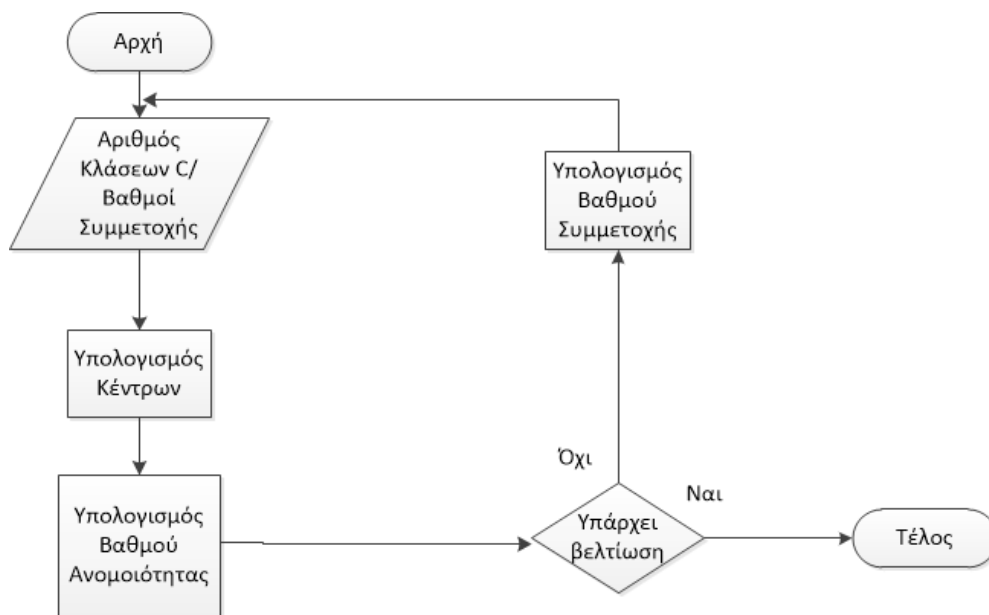 Αρχή
Αριθμός
Κλάσεων C/
Βαθμοί
Συμμετοχής
Υπολογισμός
Κέντρων
Υπολογισμός
Βαθμού
Ανομοιότητας
Υπάρχει
βελτίωση
Όχι
Ναι
Υπολογισμός
Βαθμού
Συμμετοχής
Τέλος